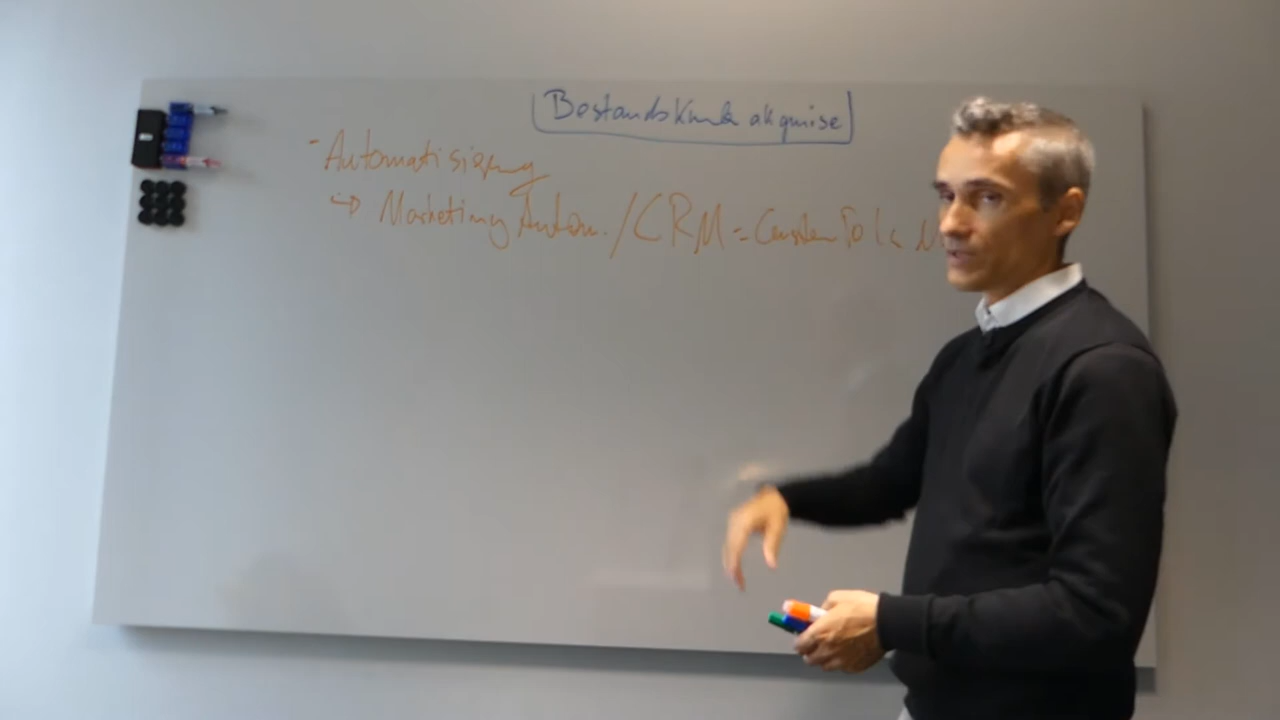 Bestandskunde akquise
- Automatisierung
↳ Marketing Autom. / CRM =